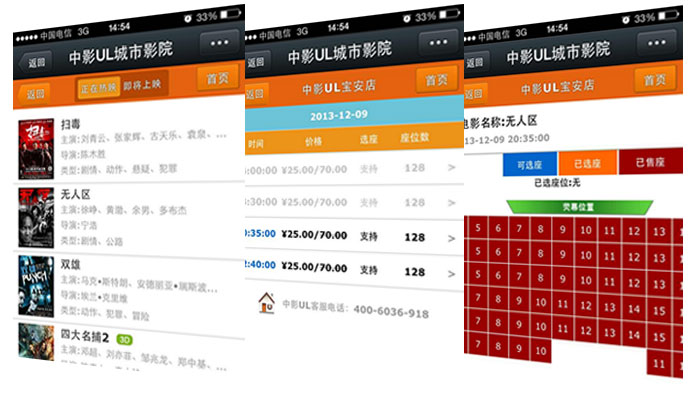 中国电信 3G 14:54 33%
返回 中影UL城市影院
返回 正在热映 即将上映 首页
扫毒
主演:刘青云、张家辉、古天乐、袁泉、...
导演:陈木胜
类型:剧情、动作、悬疑、犯罪
无人区
主演:徐峥、黄渤、余男、多布杰
导演:宁浩
类型:剧情、公路
双雄
主演:马克•斯特朗、安德丽亚•瑞斯波...
导演:埃兰•克里维
类型:动作、犯罪、冒险
四大名捕2 3D
主演:邓超、刘亦菲、邹兆龙、郑中基、...
中国电信 3G 14:54 33%
返回 中影UL城市影院
返回 中影UL宝安店 首页
2013-12-09
时间 价格 选座 座位数
:00:00 ¥25.00/70.00 支持 128 >
:30:00 ¥25.00/70.00 支持 128 >
0:35:00 ¥25.00/70.00 支持 128 >
2:40:00 ¥25.00/70.00 支持 128 >
中影UL客服电话: 400-6036-918
中国电信 3G 14:54 33%
返回 中影UL城市影院
返回 中影UL宝安店 首页
电影名称:无人区
2013-12-09 20:35:00
可选座 已选座 已售座
已选座位:无
荧幕位置
5 6 7 8 9 10 11 12 13
5 6 7 8 9 10 11 12 13
5 6 7 8 9 10 11 12 13
5 6 7 8 9 10 11 12 13
7 8 9 10 11 12 13 14 15
7 8 9 10 11 12 13 14 15
7 8 9 10 11 1